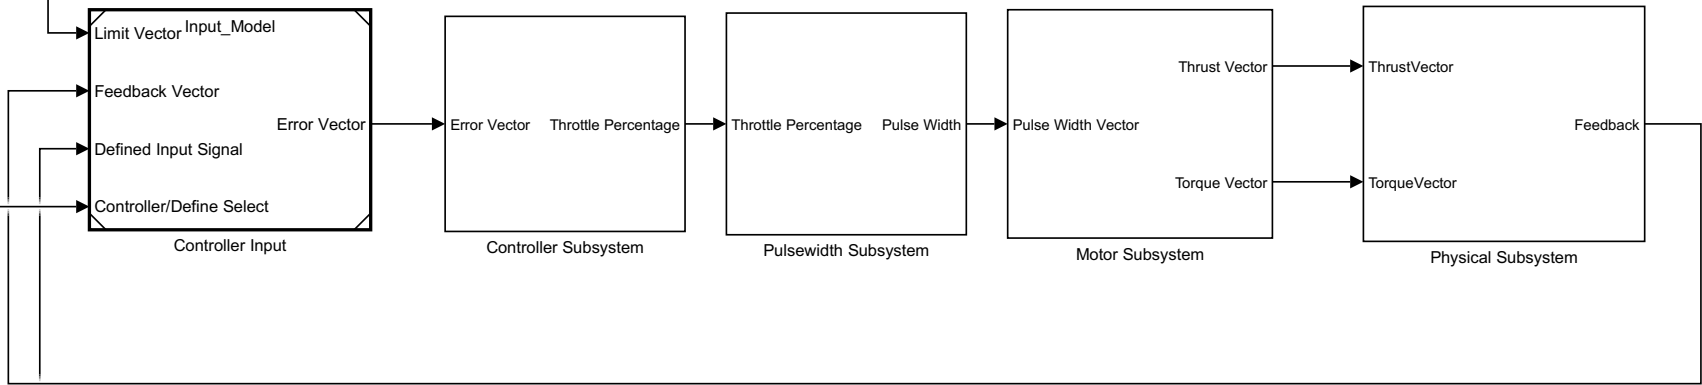 Limit Vector
Input_Model
Feedback Vector
Defined Input Signal
Controller/Define Select
Error Vector
Controller Input
Error Vector
Throttle Percentage
Controller Subsystem
Throttle Percentage
Pulse Width
Pulsewidth Subsystem
Pulse Width Vector
Thrust Vector
Torque Vector
Motor Subsystem
ThrustVector
TorqueVector
Feedback
Physical Subsystem